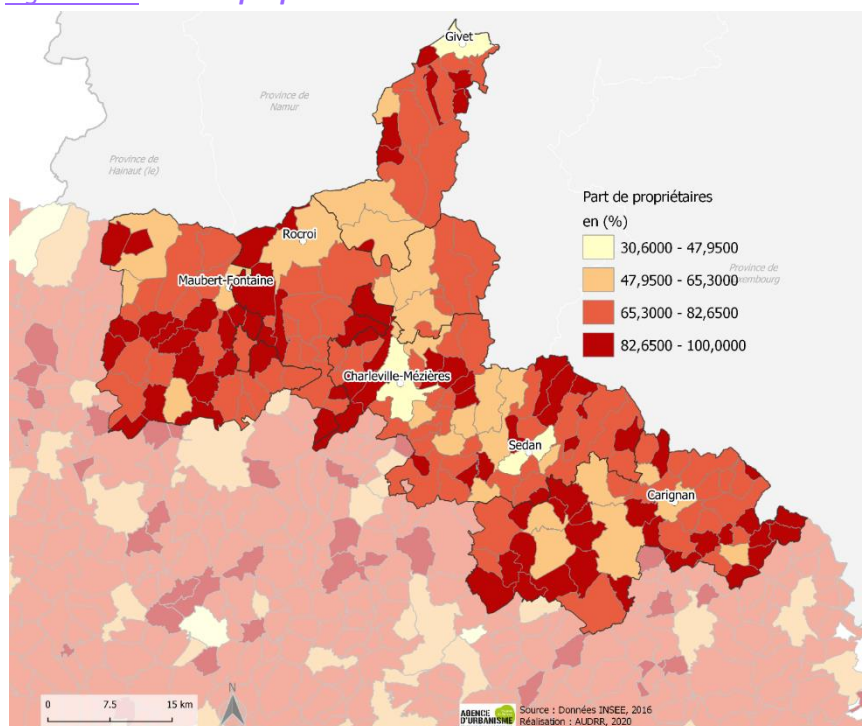 Givet
Province de
Namur
Province de
Hainaut (le)
Part de propriétaires
en (%)
30,6000 - 47,9500
47,9500 - 65,3000
Province de
65,3000 - 82,6500
82,6500 - 100,0000
Rocroi
Maubert-Fontaine
Charleville-Mézières
Sedan
Carignan
0 7.5 15 km
N
AGENCE
D'URBANISME
Source : Données INSEE, 2016
Réalisation : AUDRR, 2020